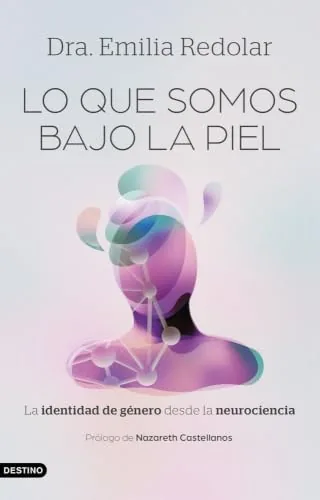 Dra. Emilia Redolar
LO QUE SOMOS
BAJO LA PIEL
La identidad de género desde la neurociencia
Prólogo de Nazareth Castellanos
DESTINO